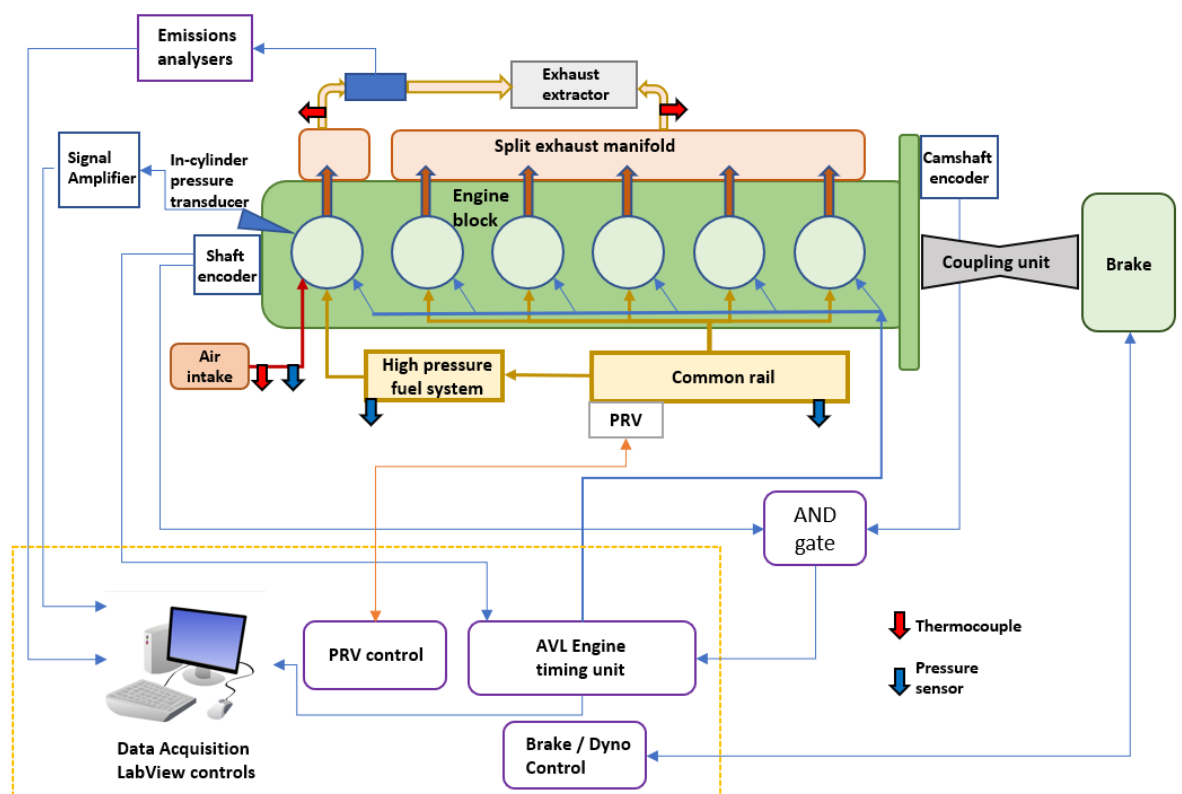 Emissions
analysers
Exhaust
extractor
Signal
Amplifier
In-cylinder
pressure
transducer
Split exhaust manifold
Camshaft
encoder
Engine
block
Shaft
encoder
Coupling unit
Brake
Air
intake
High pressure
fuel system
Common rail
PRV
AND
gate
Thermocouple
Pressure
sensor
PRV control
AVL Engine
timing unit
Data Acquisition
LabView controls
Brake / Dyno
Control